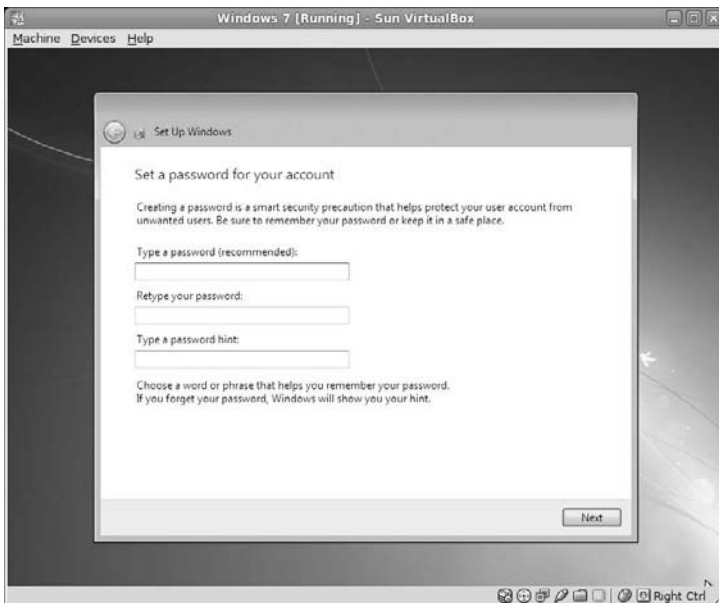 Windows 7 [Running] - Sun VirtualBox
Machine Devices Help
Set Up Windows
Set a password for your account
Creating a password is a smart security precaution that helps protect your user account from
unwanted users. Be sure to remember your password or keep it in a safe place.
Type a password (recommended):
Retype your password:
Type a password hint:
Choose a word or phrase that helps you remember your password.
If you forget your password, Windows will show you your hint.
Next
Right Ctrl